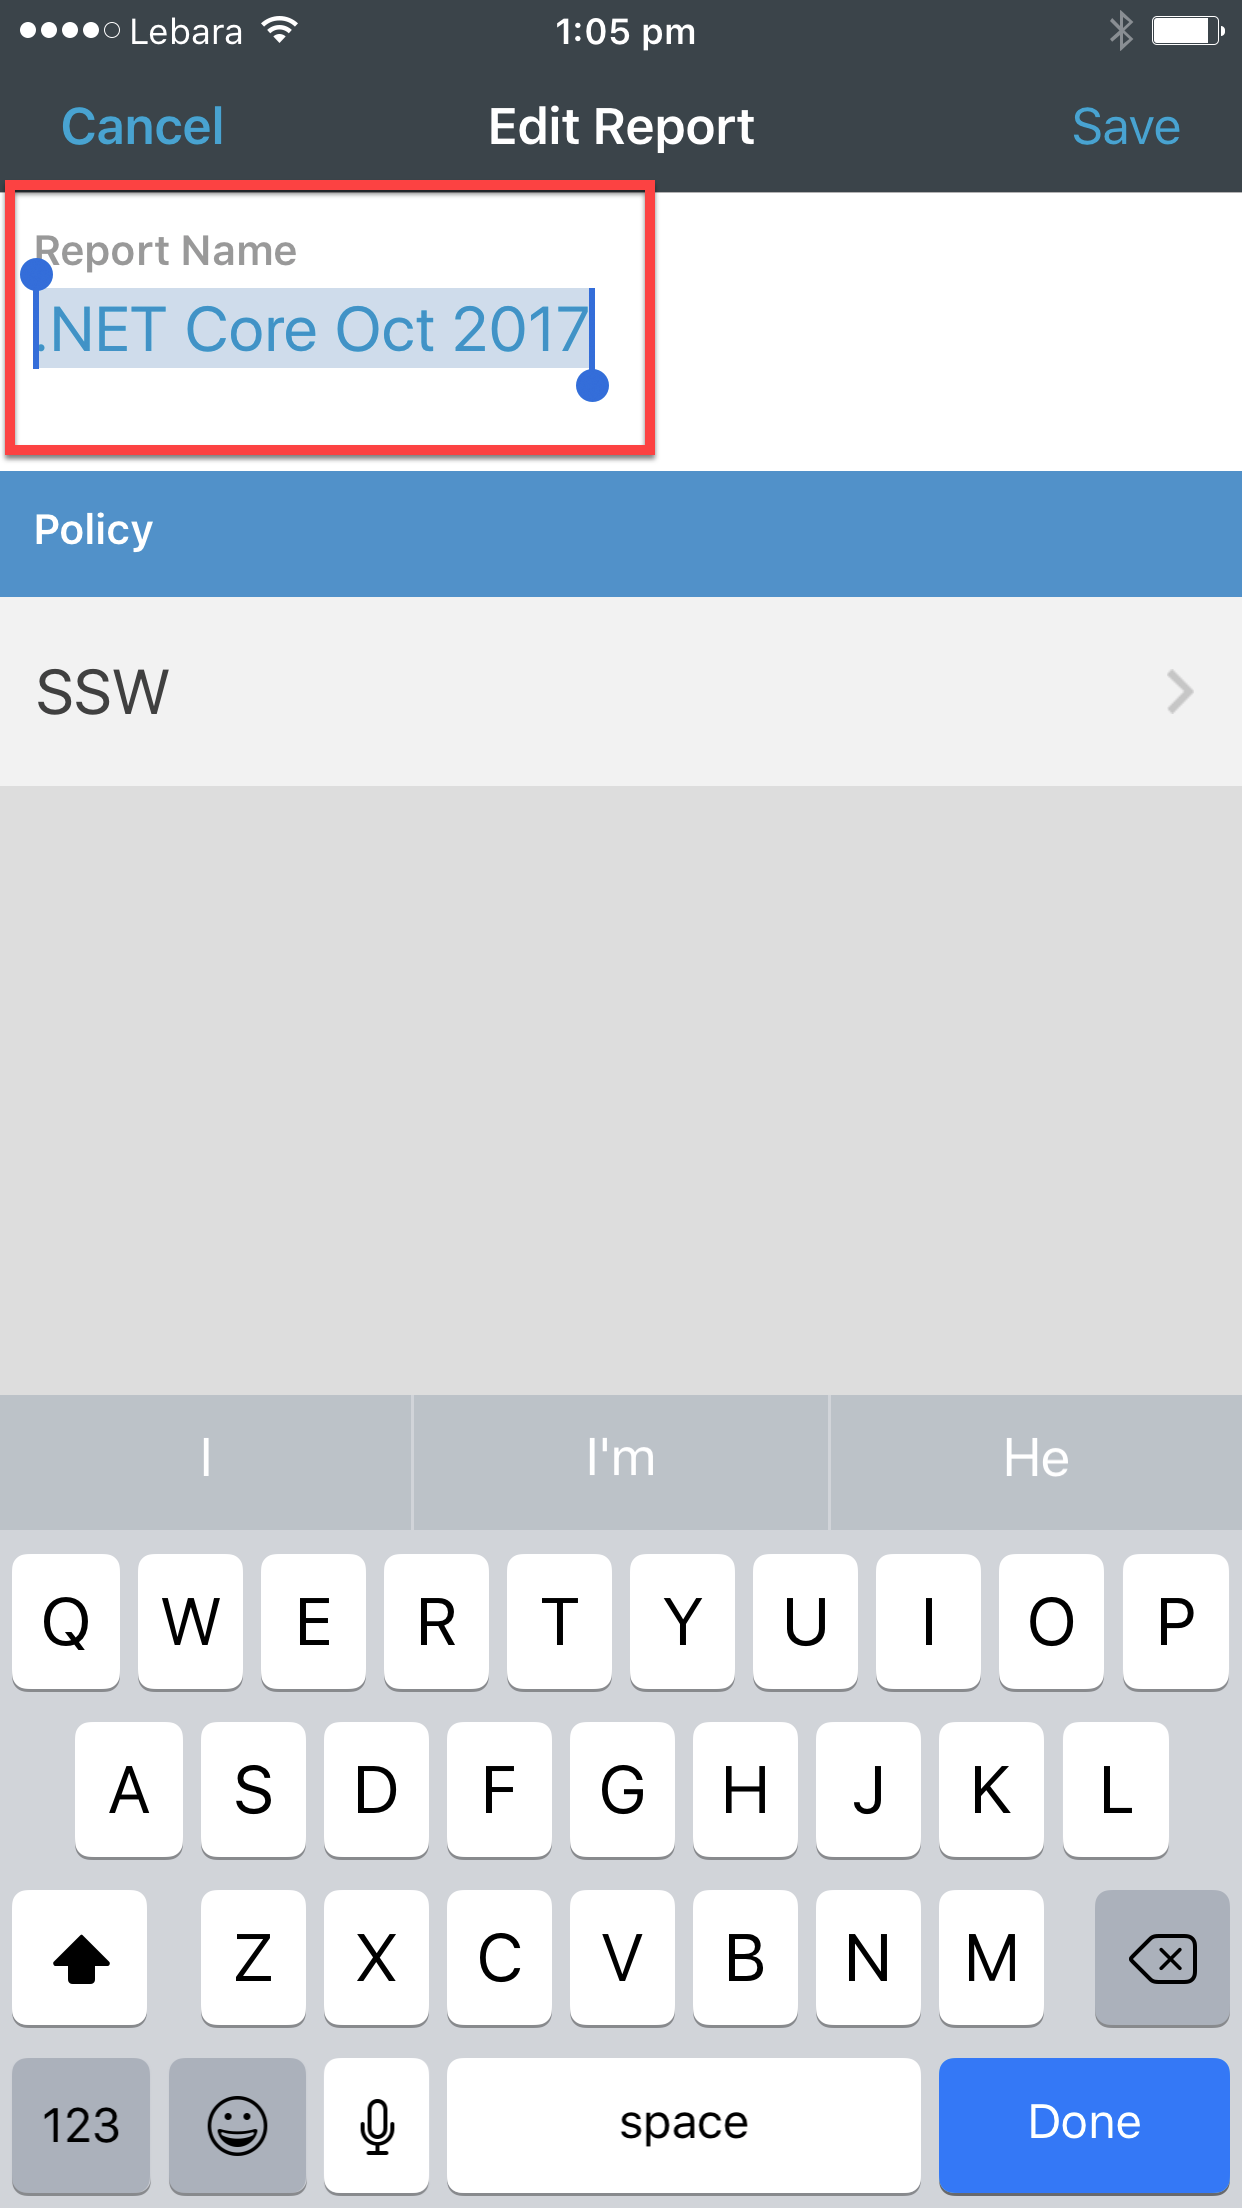 Lebara 1:05 pm
Cancel Edit Report Save
Report Name
.NET Core Oct 2017
Policy
SSW
I I'm He
Q W E R T Y U I O P
A S D F G H J K L
Z X C V B N M
123 space Done